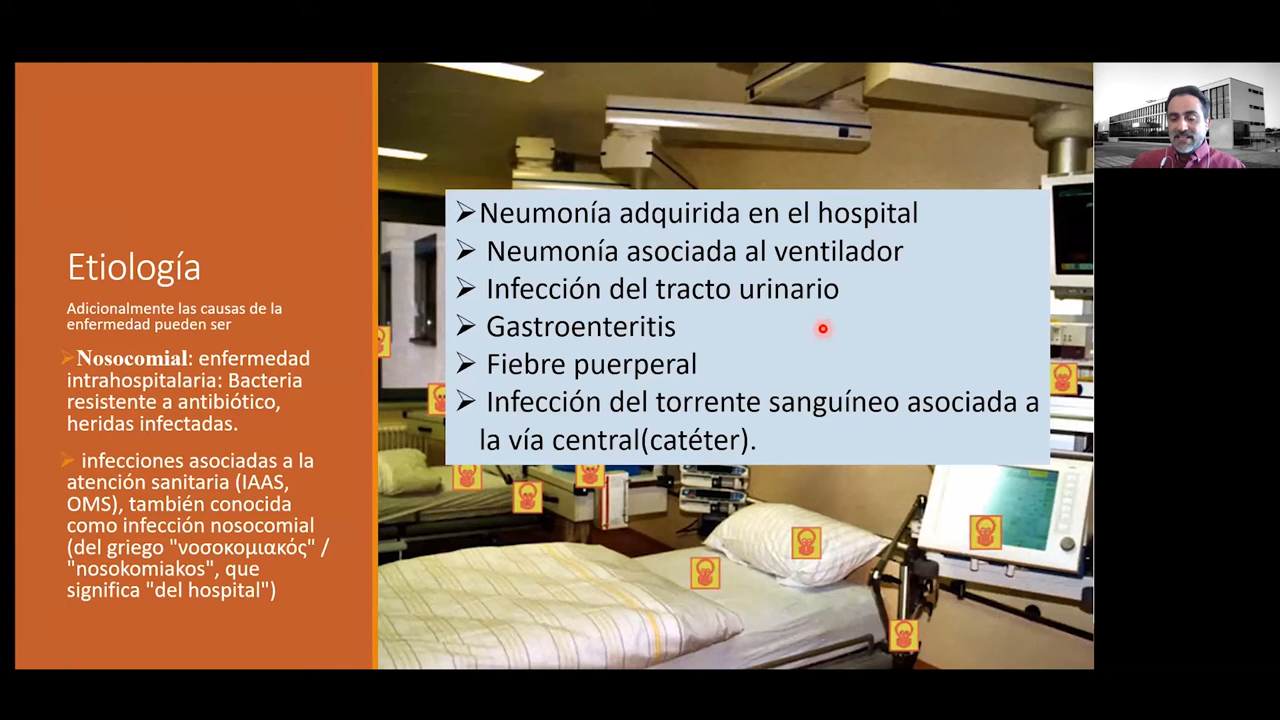 Etiología
Adicionalmente las causas de la
enfermedad pueden ser
➢Nosocomial: enfermedad
intrahospitalaria: Bacteria
resistente a antibiótico,
heridas infectadas.
➢ infecciones asociadas a la
atención sanitaria (IAAS,
OMS), también conocida
como infección nosocomial
(del griego "νοσοκομιακός" /
"nosokomiakos", que
significa "del hospital")
➢Neumonía adquirida en el hospital
➢ Neumonía asociada al ventilador
➢ Infección del tracto urinario
➢ Gastroenteritis
➢ Fiebre puerperal
➢ Infección del torrente sanguíneo asociada a
la vía central(catéter).